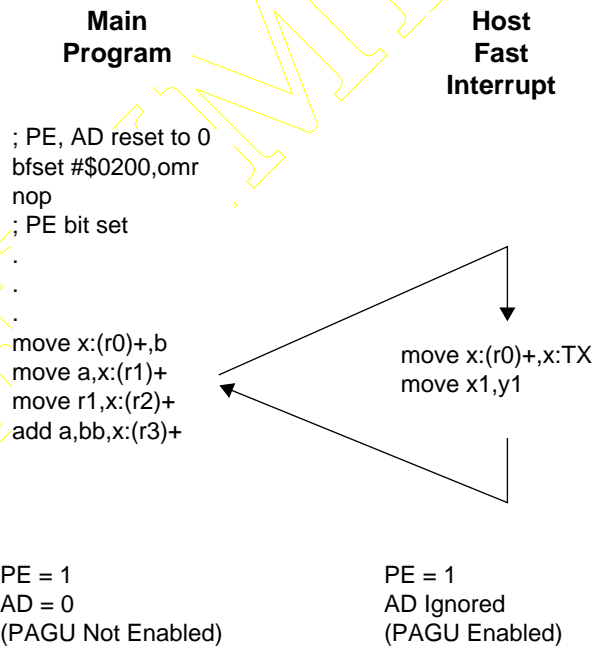 Main
Program
Host
Fast
Interrupt
; PE, AD reset to 0
bfset #$0200,omr
nop
; PE bit set
.
.
.
move x:(r0)+,b
move a,x:(r1)+
move r1,x:(r2)+
add a,bb,x:(r3)+
move x:(r0)+,x:TX
move x1,y1
PE = 1
AD = 0
(PAGU Not Enabled)
PE = 1
AD Ignored
(PAGU Enabled)